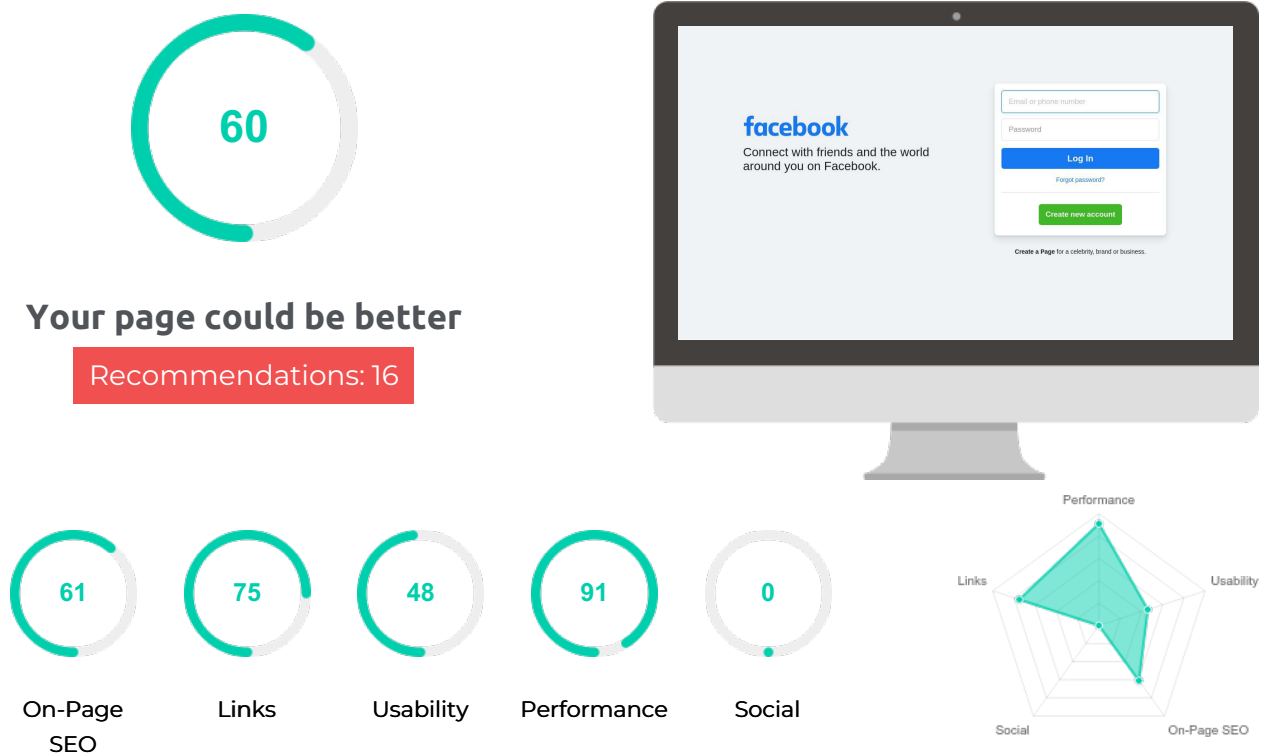 60
Your page could be better
Recommendations: 16
facebook
Connect with friends and the world
around you on Facebook.
Email or phone number
Password
Log In
Forgot password?
Create new account
Create a Page for a celebrity, brand or business.
61
75
48
91
0
On-Page
SEO
Links
Usability
Performance
Social
Performance
Links
Usability
Social
On-Page SEO